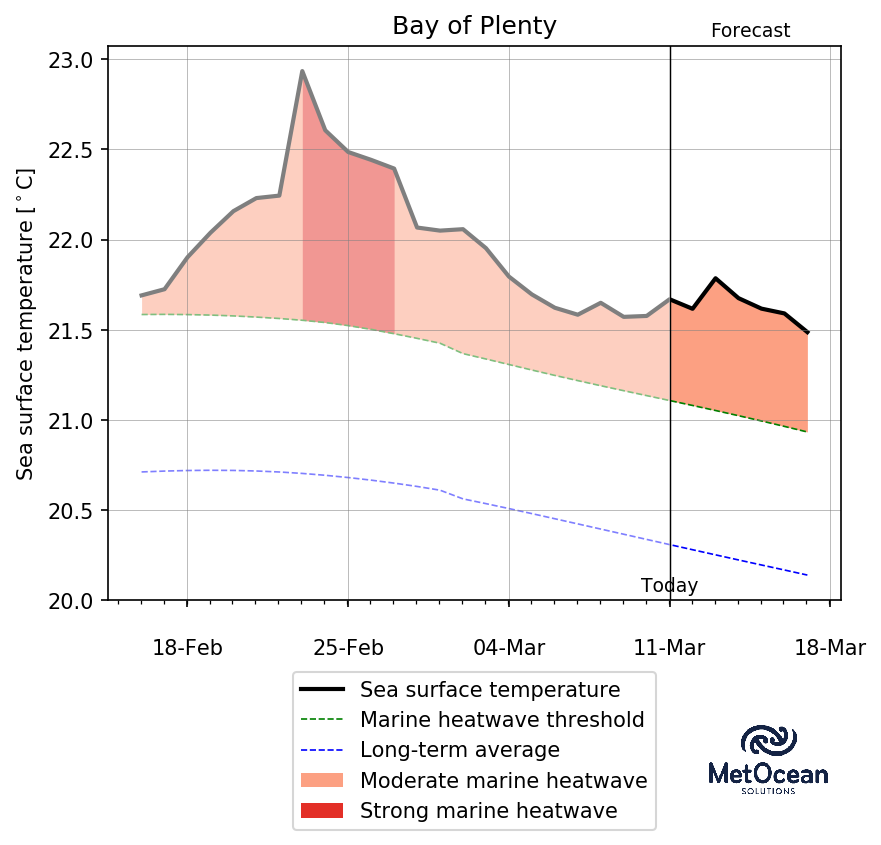 Bay of Plenty
Forecast
Sea surface temperature [°C]
23.0
22.5
22.0
21.5
21.0
20.5
20.0
Today
18-Feb
25-Feb
04-Mar
11-Mar
18-Mar
Sea surface temperature
Marine heatwave threshold
Long-term average
Moderate marine heatwave
Strong marine heatwave
MetOcean
SOLUTIONS